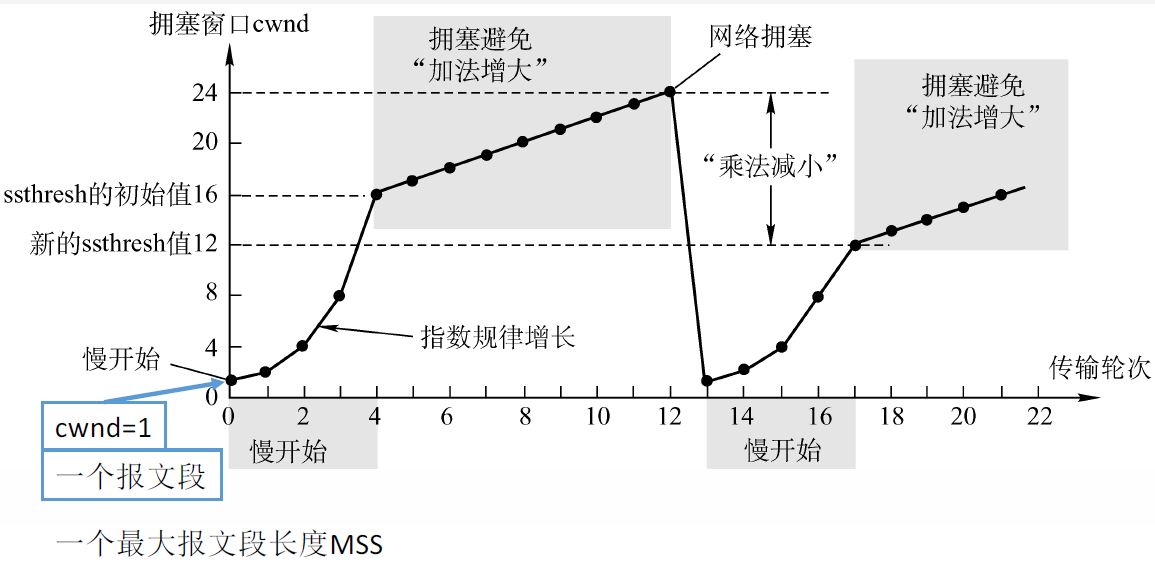 拥塞窗口cwnd
拥塞避免
“加法增大”
网络拥塞
拥塞避免
“加法增大”
24
20
“乘法减小”
ssthresh的初始值16
新的ssthresh值12
8
指数规律增长
4
慢开始
传输轮次
0
0 2 4 6 8 10 12 14 16 18 20 22
cwnd=1
慢开始
慢开始
一个报文段
一个最大报文段长度MSS